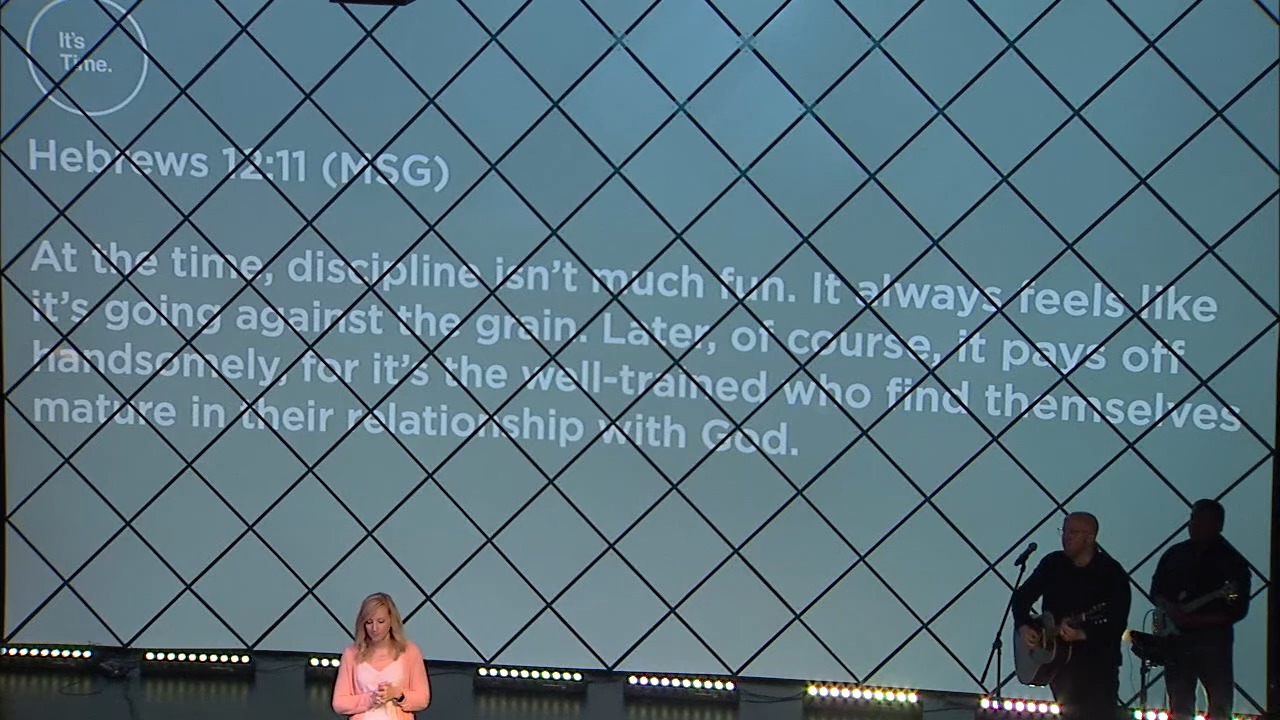 It's
Time.
Hebrews 12:11 (MSG)
At the time, discipline isn't much fun. It always feels like
it's going against the grain. Later, of course, it pays off
handsomely, for it's the well-trained who find themselves
mature in their relationship with God.